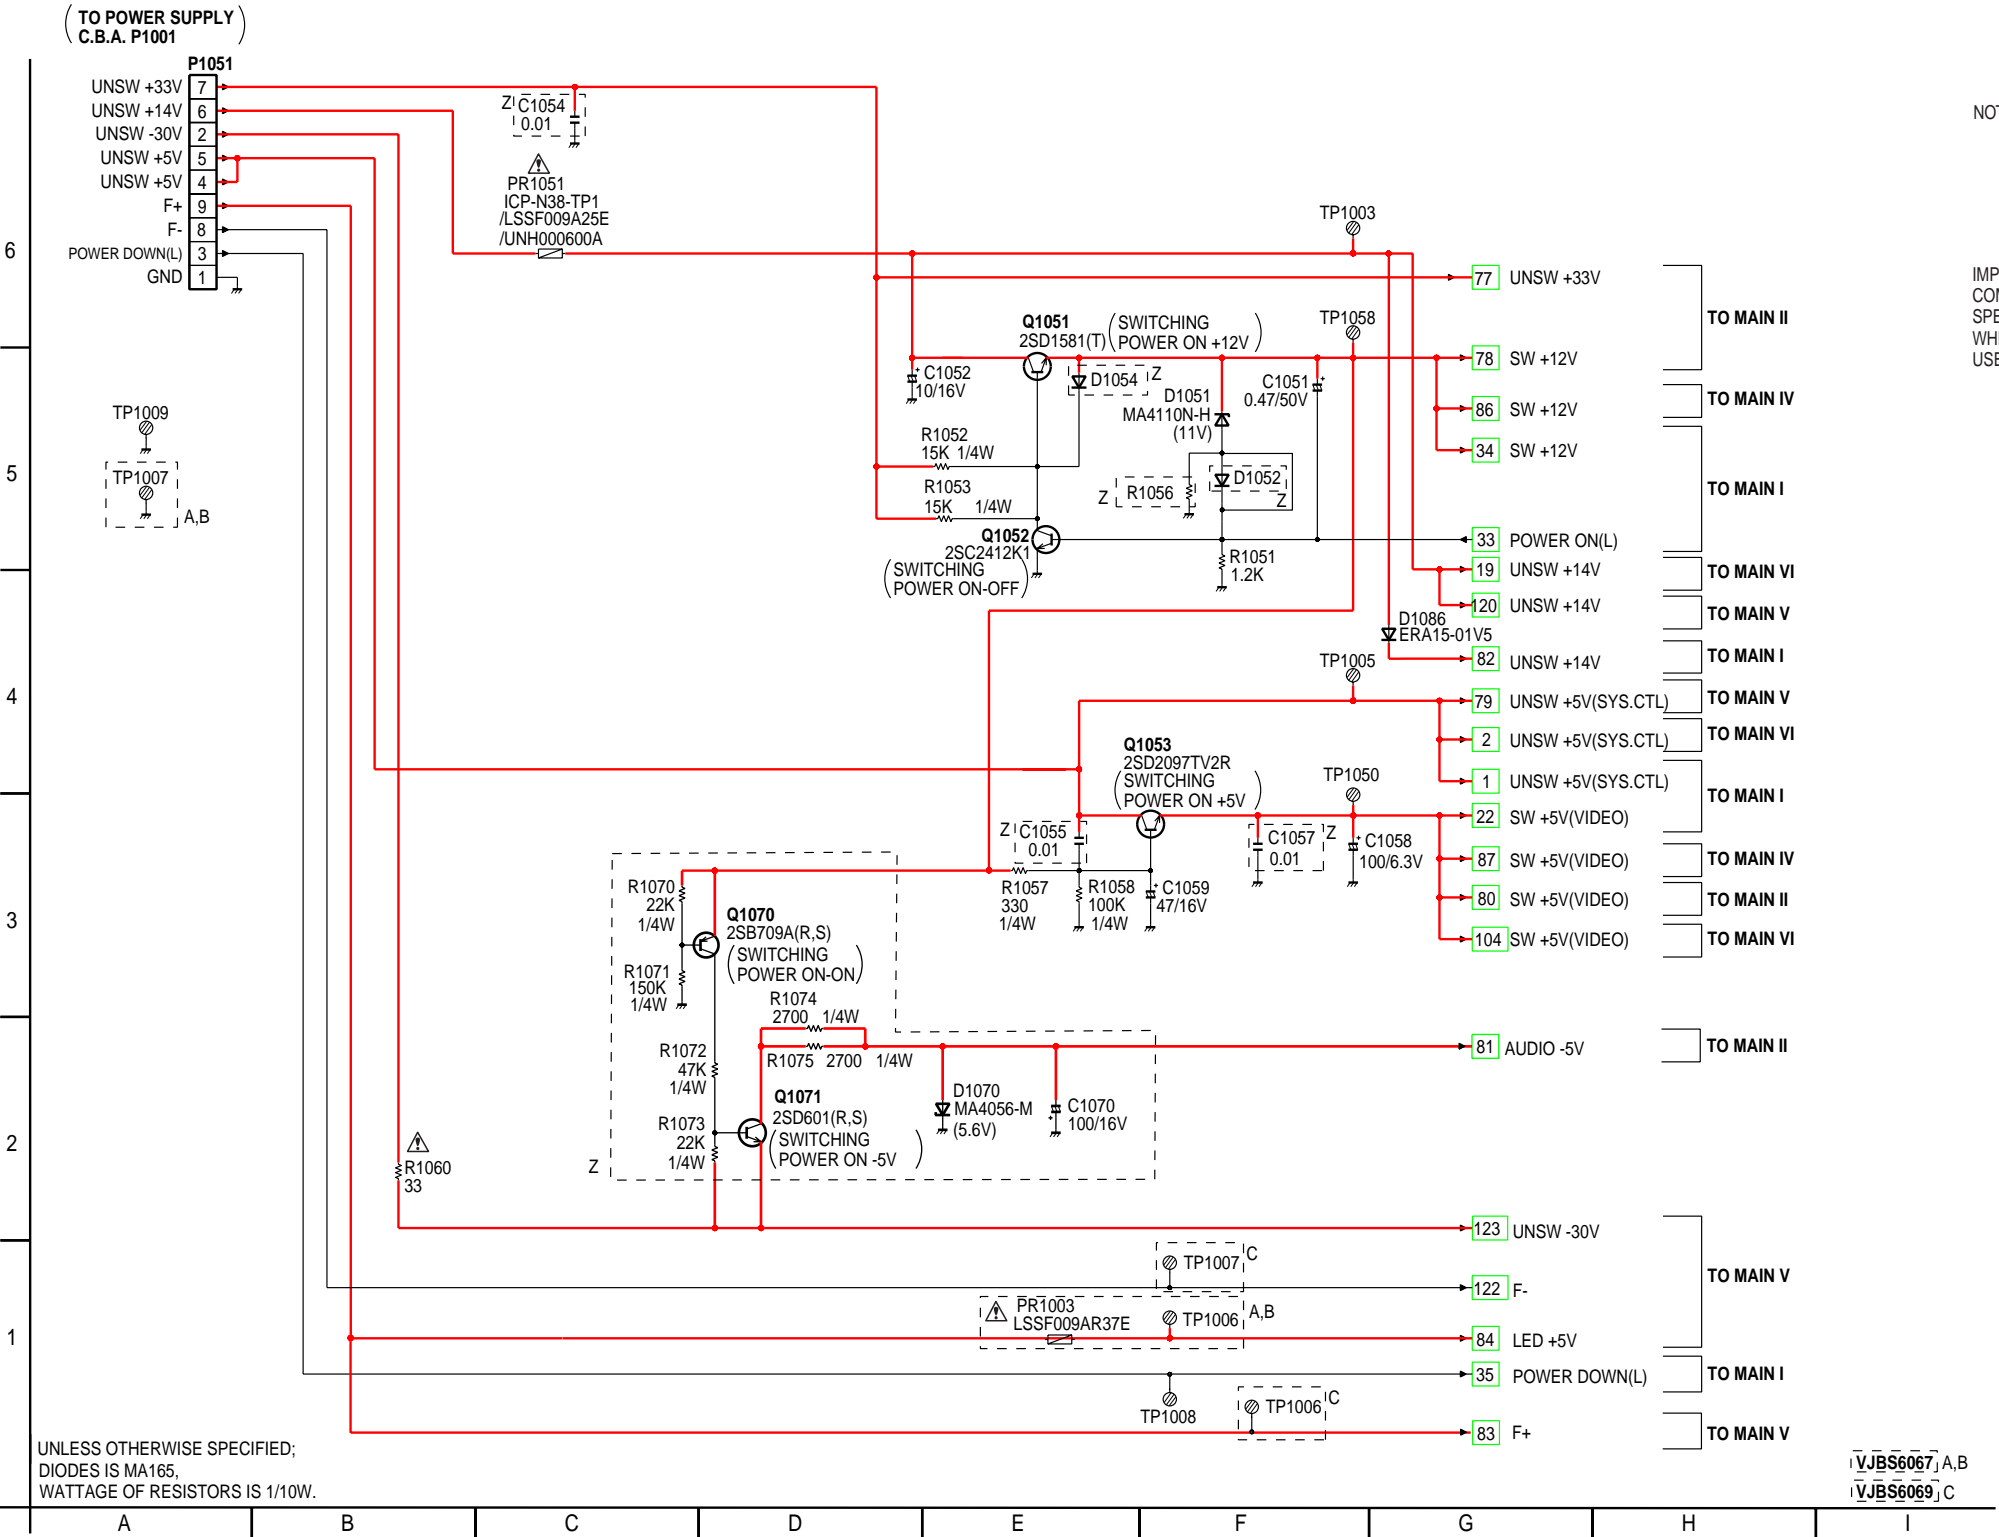 ( TO POWER SUPPLY )
( C.B.A. P1001 )
P1051
UNSW +33V 7
UNSW +14V 6
UNSW -30V 2
UNSW +5V 5
UNSW +5V 4
F+ 9
F- 8
POWER DOWN(L) 3
GND 1
Z C1054
0.01
PR1051
ICP-N38-TP1
/LSSF009A25E
/UNH000600A
TP1003
77 UNSW +33V
TO MAIN II
Q1051
2SD1581(T)
(SWITCHING
POWER ON +12V)
TP1058
78 SW +12V
C1052
10/16V
D1054 Z
D1051
MA4110N-H
(11V)
C1051
0.47/50V
86 SW +12V
TO MAIN IV
34 SW +12V
TO MAIN I
TP1009
TP1007
A,B
R1052
15K 1/4W
R1053
15K 1/4W
Z R1056
D1052
Z
Q1052
2SC2412K1
(SWITCHING
POWER ON-OFF)
R1051
1.2K
33 POWER ON(L)
19 UNSW +14V
TO MAIN VI
120 UNSW +14V
TO MAIN V
D1086
ERA15-01V5
82 UNSW +14V
TO MAIN I
TP1005
79 UNSW +5V(SYS.CTL)
TO MAIN V
2 UNSW +5V(SYS.CTL)
TO MAIN VI
1 UNSW +5V(SYS.CTL)
TO MAIN I
Q1053
2SD2097TV2R
(SWITCHING
POWER ON +5V)
TP1050
22 SW +5V(VIDEO)
Z C1055
0.01
C1057 Z
0.01
C1058
100/6.3V
87 SW +5V(VIDEO)
TO MAIN IV
80 SW +5V(VIDEO)
TO MAIN II
104 SW +5V(VIDEO)
TO MAIN VI
R1057
330
1/4W
R1058
100K
1/4W
C1059
47/16V
R1070
22K
1/4W
Q1070
2SB709A(R,S)
(SWITCHING
POWER ON-ON)
R1071
150K
1/4W
R1074
2700 1/4W
R1075 2700 1/4W
R1072
47K
1/4W
81 AUDIO -5V
TO MAIN II
Q1071
2SD601(R,S)
(SWITCHING
POWER ON -5V)
R1073
22K
1/4W
D1070
MA4056-M
(5.6V)
C1070
100/16V
Z
R1060
33
123 UNSW -30V
TO MAIN V
TP1007 C
122 F-
PR1003
LSSF009AR37E
TP1006 A,B
84 LED +5V
35 POWER DOWN(L)
TO MAIN I
TP1008
TP1006 C
83 F+
TO MAIN V
UNLESS OTHERWISE SPECIFIED;
DIODES IS MA165,
WATTAGE OF RESISTORS IS 1/10W.
VJBS6067 A,B
VJBS6069 C
6
5
4
3
2
1
A B C D E F G H I